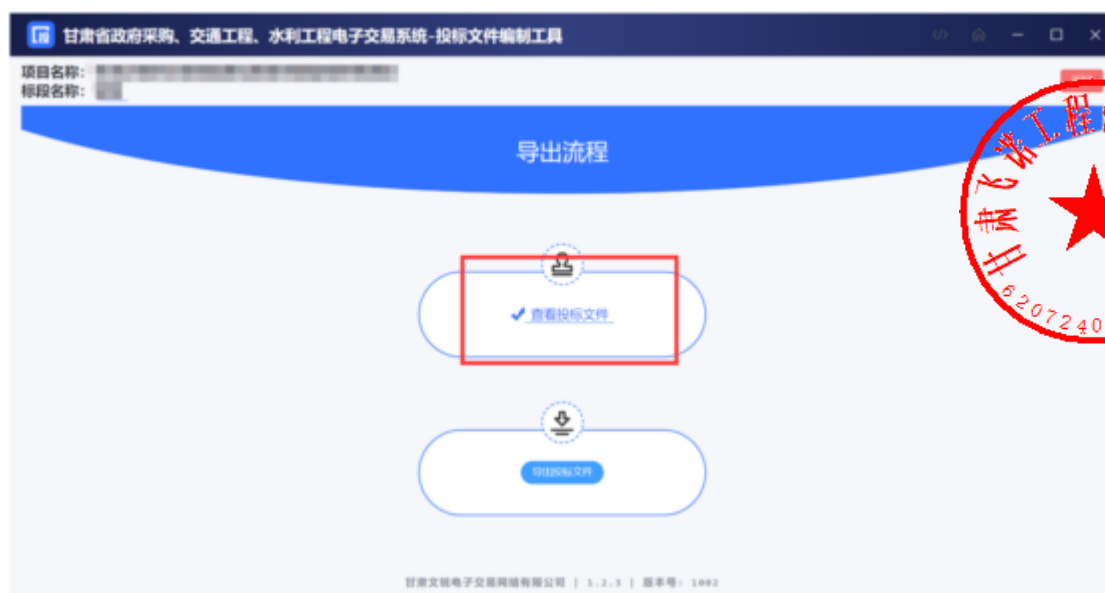 甘肃省政府采购、交通工程、水利工程电子交易系统-投标文件编制工具
项目名称：
标段名称：
导出流程
查看投标文件
导出投标文件
甘肃文锐电子交易网络有限公司 | 1.2.3 | 版本号: 1002
甘肃飞诺工程
6207240